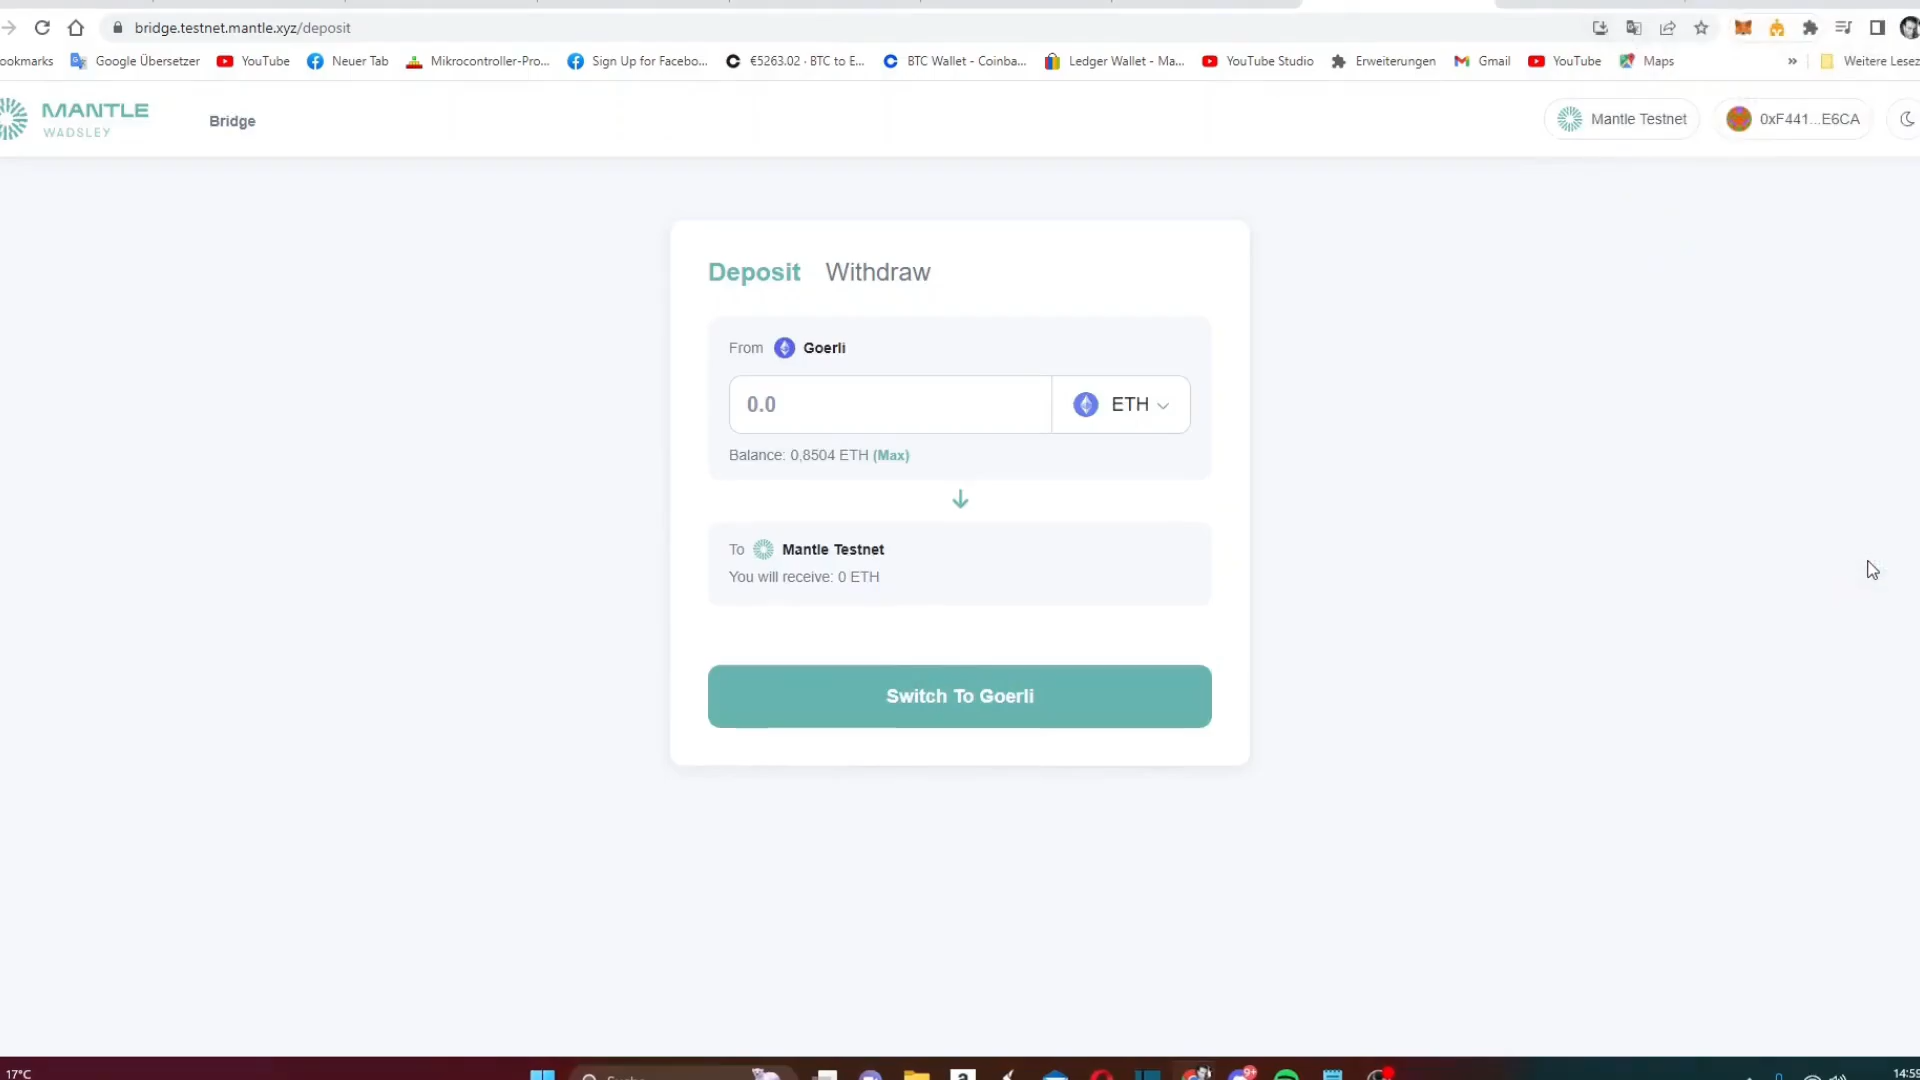 bridge.testnet.mantle.xyz/deposit
ookmarks Google Übersetzer YouTube Neuer Tab Mikrocontroller-Pro... Sign Up for Facebo... €5263.02 · BTC to E... BTC Wallet - Coinba... Ledger Wallet - Ma... YouTube Studio Erweiterungen Gmail YouTube Maps » Weitere Lesez
MANTLE
WADSLEY
Bridge
Mantle Testnet
0xF441...E6CA
Deposit Withdraw
From Goerli
0.0 ETH
Balance: 0,8504 ETH (Max)
To Mantle Testnet
You will receive: 0 ETH
Switch To Goerli
17°C
9+
14:59